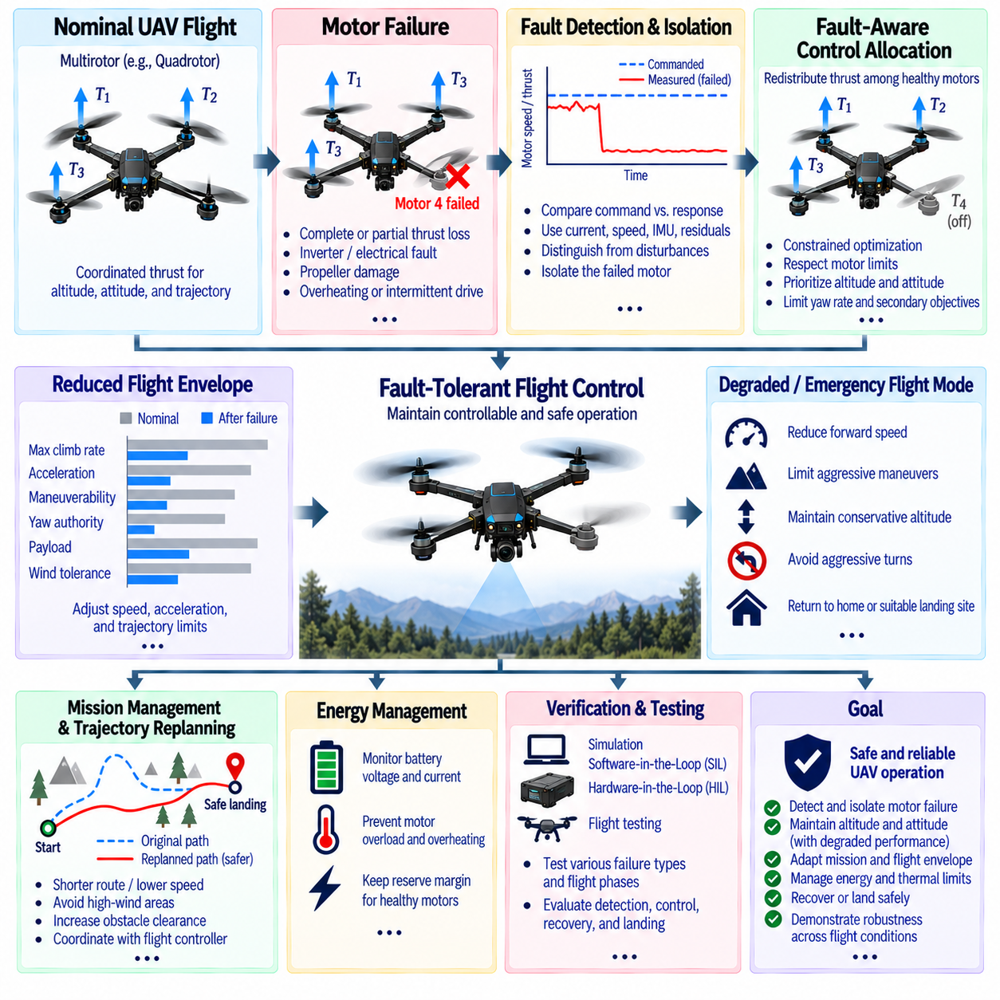 Nominal UAV Flight
Multirotor (e.g., Quadrotor)
T1
T2
T3
Coordinated thrust for
altitude, attitude, and trajectory
Motor Failure
T1
T3
T3
Motor 4 failed
• Complete or partial thrust loss
• Inverter / electrical fault
• Propeller damage
• Overheating or intermittent drive
...
Fault Detection & Isolation
Commanded
Measured (failed)
Motor speed / thrust
Time
• Compare command vs. response
• Use current, speed, IMU, residuals
• Distinguish from disturbances
• Isolate the failed motor
...
Fault-Aware
Control Allocation
Redistribute thrust among healthy motors
T1
T2
T3
T4
(off)
• Constrained optimization
• Respect motor limits
• Prioritize altitude and attitude
• Limit yaw rate and secondary objectives
...
Reduced Flight Envelope
Nominal
After failure
Max climb rate
Acceleration
Maneuverability
Yaw authority
Payload
Wind tolerance
Adjust speed, acceleration,
and trajectory limits
...
Fault-Tolerant Flight Control
Maintain controllable and safe operation
Degraded / Emergency Flight Mode
Reduce forward speed
Limit aggressive maneuvers
Maintain conservative altitude
Avoid aggressive turns
Return to home or suitable landing site
...
Mission Management
& Trajectory Replanning
Safe landing
Start
Original path
Replanned path (safer)
• Shorter route / lower speed
• Avoid high-wind areas
• Increase obstacle clearance
• Coordinate with flight controller
...
Energy Management
Monitor battery
voltage and current
Prevent motor
overload and overheating
Keep reserve margin
for healthy motors
...
Verification & Testing
Simulation
Software-in-the-Loop (SIL)
Hardware-in-the-Loop (HIL)
Flight testing
• Test various failure types
and flight phases
• Evaluate detection, control,
recovery, and landing
...
Goal
Safe and reliable
UAV operation
Detect and isolate motor failure
Maintain altitude and attitude
(with degraded performance)
Adapt mission and flight envelope
Manage energy and thermal limits
Recover or land safely
Demonstrate robustness
across flight conditions
...